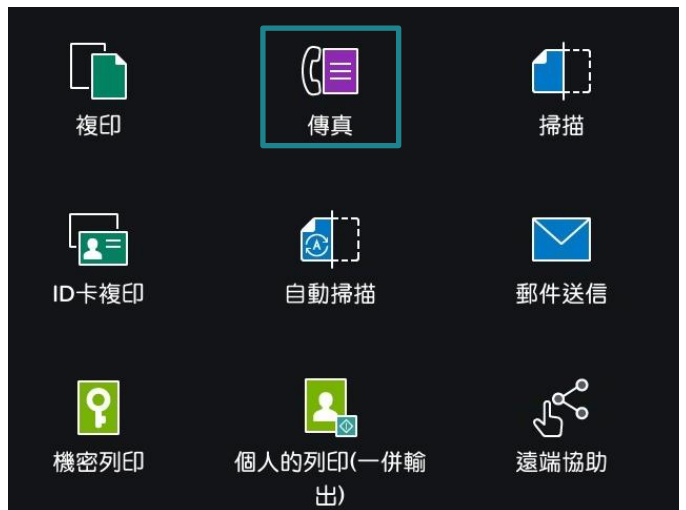 複印
傳真
掃描
ID卡複印
自動掃描
郵件送信
機密列印
個人的列印(一併輸
出)
遠端協助